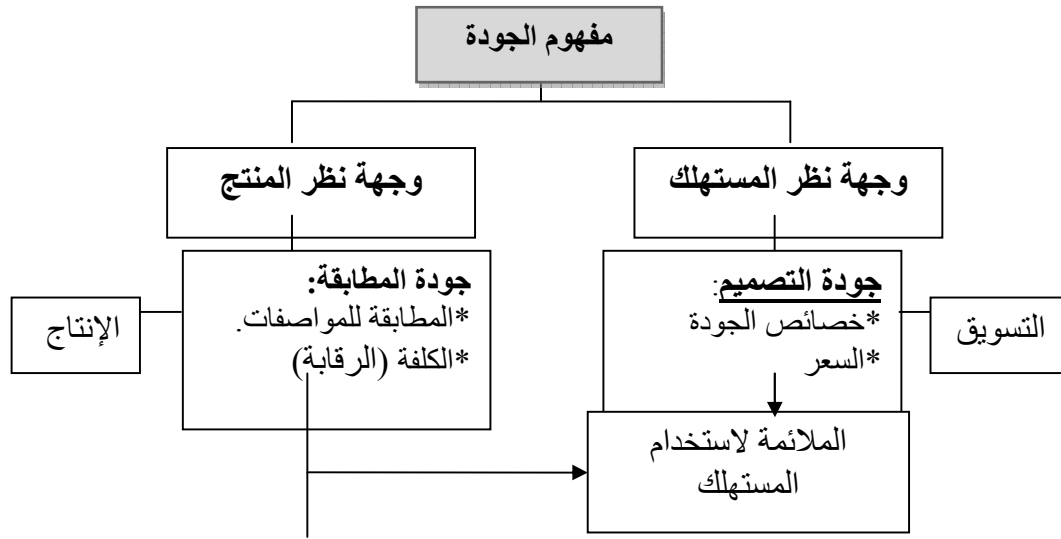 مفهوم الجودة
وجهة نظر المستهلك
وجهة نظر المنتج
جودة التصميم:
*خصائص الجودة
*السعر
التسويق
جودة المطابقة:
*المطابقة للمواصفات.
*الكلفة (الرقابة)
الإنتاج
الملائمة لاستخدام
المستهلك